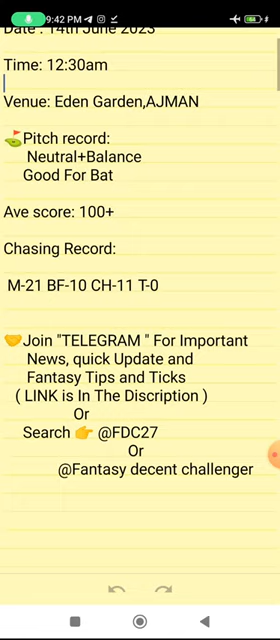 9:42 PM
Date : 14th June 2023
Time: 12:30am
Venue: Eden Garden,AJMAN
⛳Pitch record:
Neutral+Balance
Good For Bat
Ave score: 100+
Chasing Record:
M-21 BF-10 CH-11 T-0
🤝Join "TELEGRAM " For Important
News, quick Update and
Fantasy Tips and Ticks
( LINK is In The Discription )
Or
Search 👉 @FDC27
Or
@Fantasy decent challenger